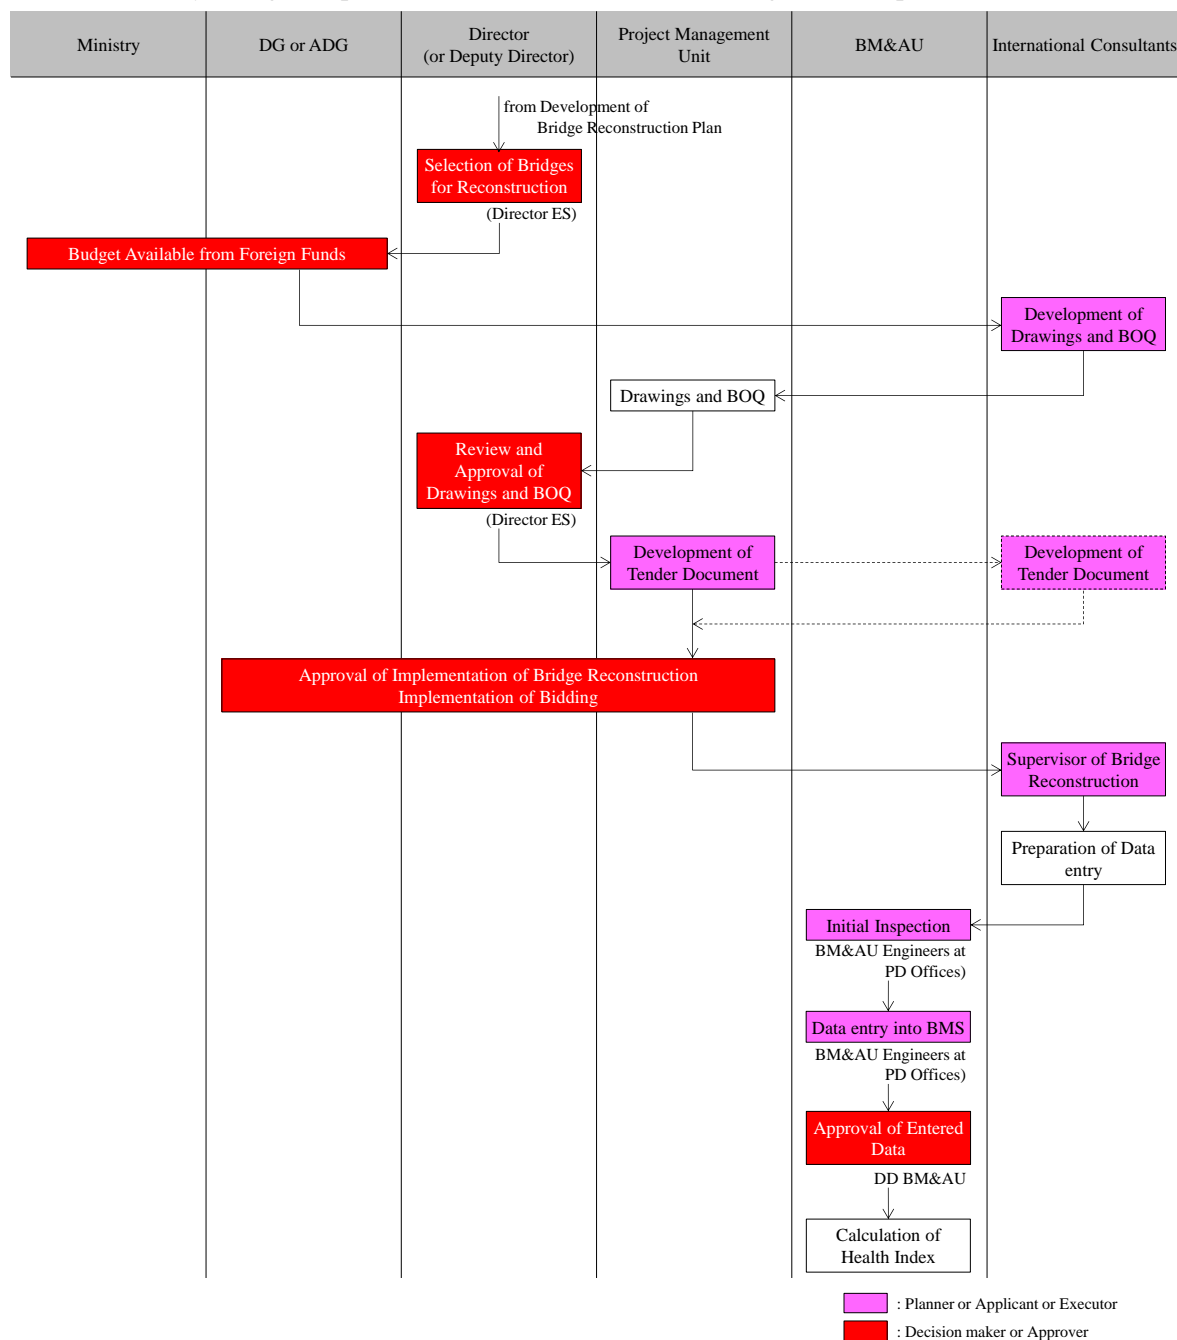 Ministry
DG or ADG
Director
(or Deputy Director)
Project Management
Unit
BM&AU
International Consultants
from Development of
Bridge Reconstruction Plan
Selection of Bridges
for Reconstruction
(Director ES)
Budget Available from Foreign Funds
Development of
Drawings and BOQ
Drawings and BOQ
Review and
Approval of
Drawings and BOQ
(Director ES)
Development of
Tender Document
Development of
Tender Document
Approval of Implementation of Bridge Reconstruction
Implementation of Bidding
Supervisor of Bridge
Reconstruction
Preparation of Data
entry
Initial Inspection
BM&AU Engineers at
PD Offices)
Data entry into BMS
BM&AU Engineers at
PD Offices)
Approval of Entered
Data
DD BM&AU
Calculation of
Health Index
: Planner or Applicant or Executor
: Decision maker or Approver